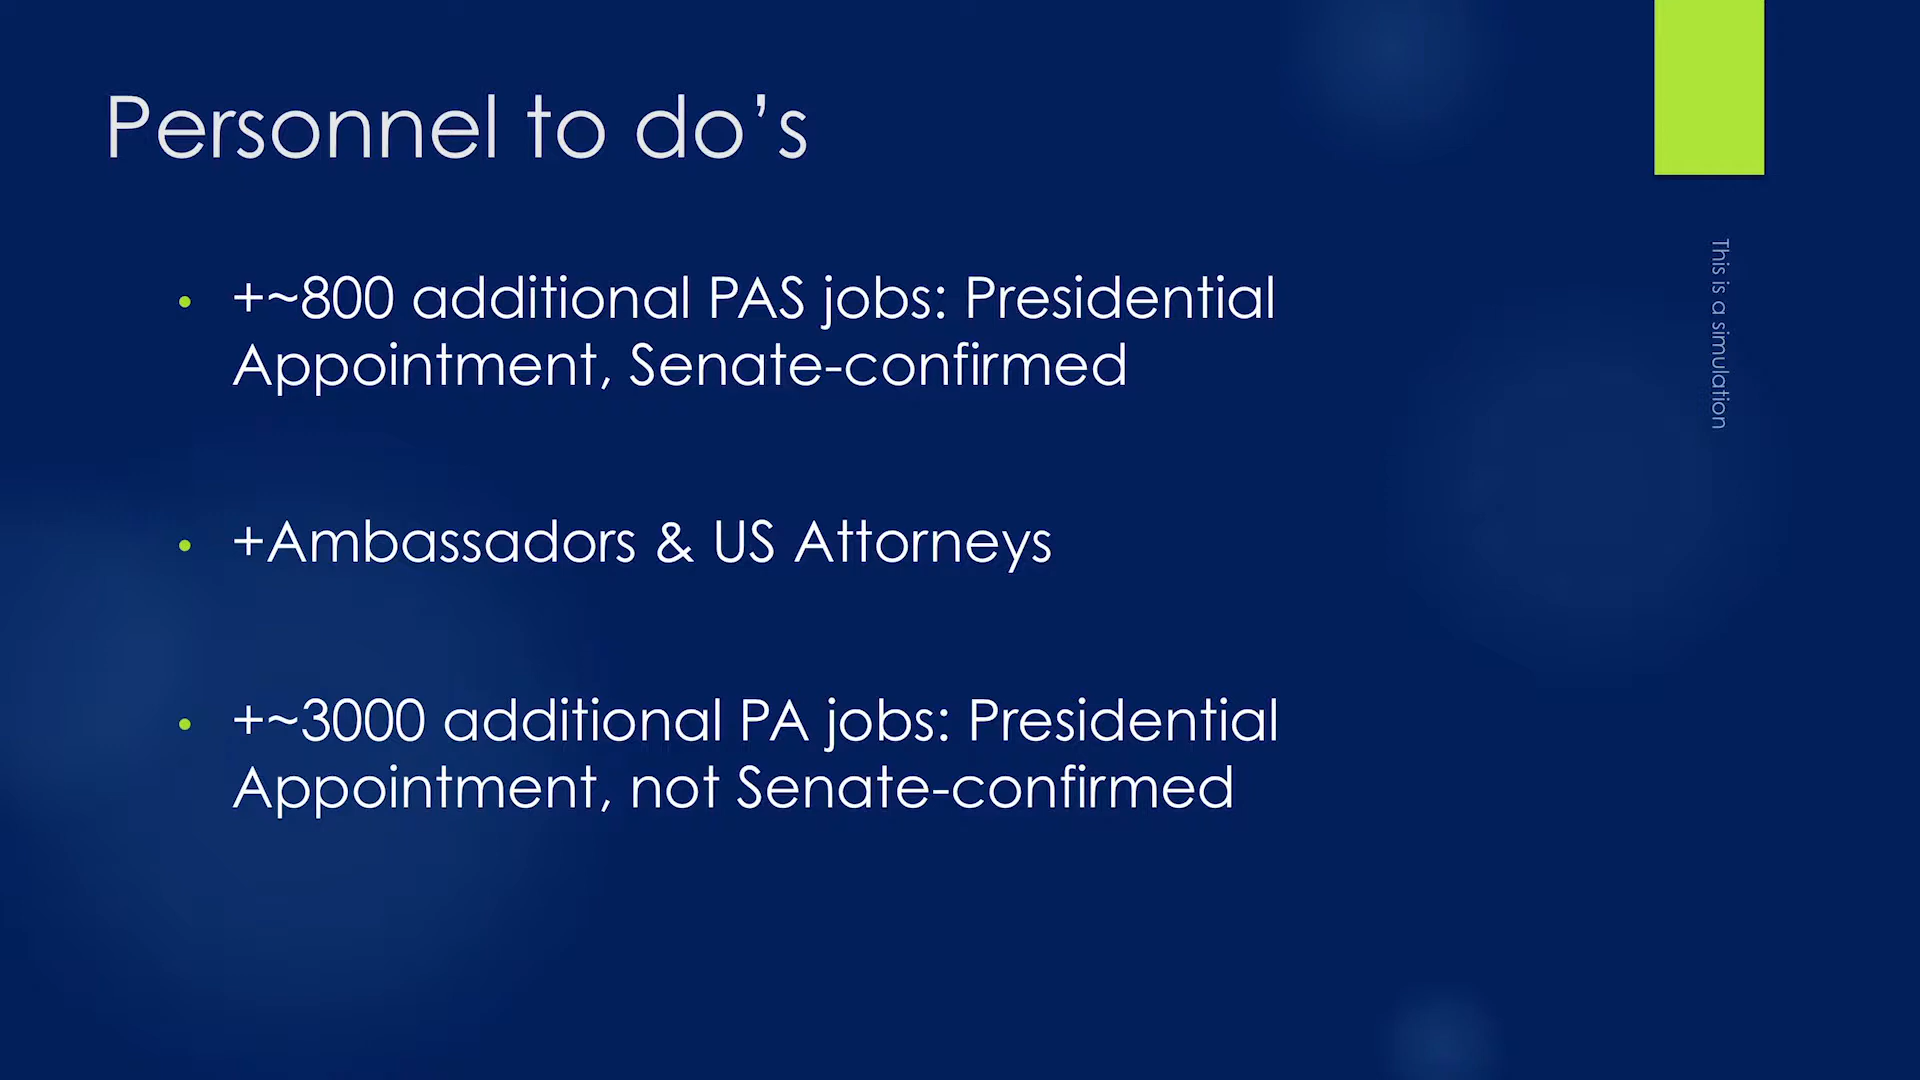 Personnel to do’s
+~800 additional PAS jobs: Presidential
Appointment, Senate-confirmed
+Ambassadors & US Attorneys
+~3000 additional PA jobs: Presidential
Appointment, not Senate-confirmed
This is a simulation